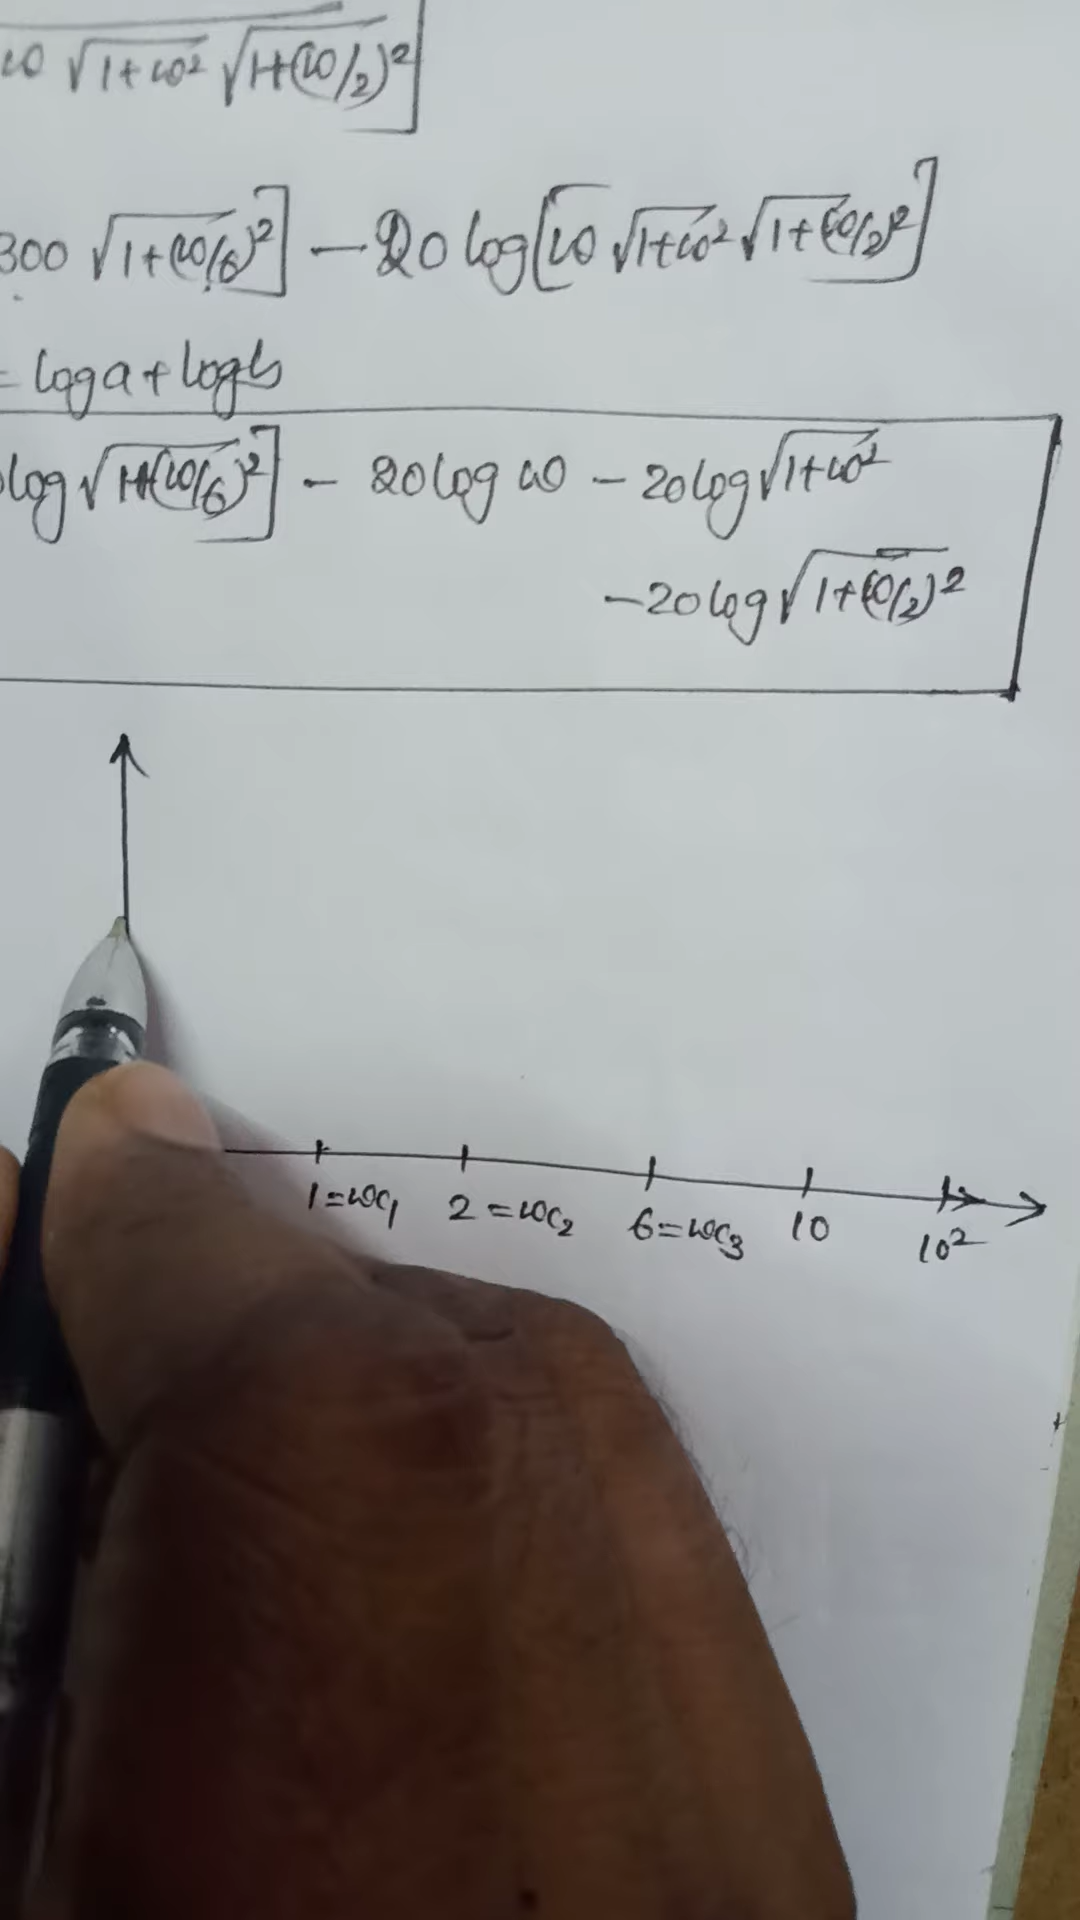 ω √1+ω² √1+(ω/2)²]
300 √1+(ω/6)²] – 20 log[ω √1+ω² √1+(ω/2)²]
= log a + log b
log √1+(ω/6)²] – 20 log ω – 20 log √1+ω²
– 20 log √1+(ω/2)²
1=ωc1 2=ωc2 6=ωc3 10 10²